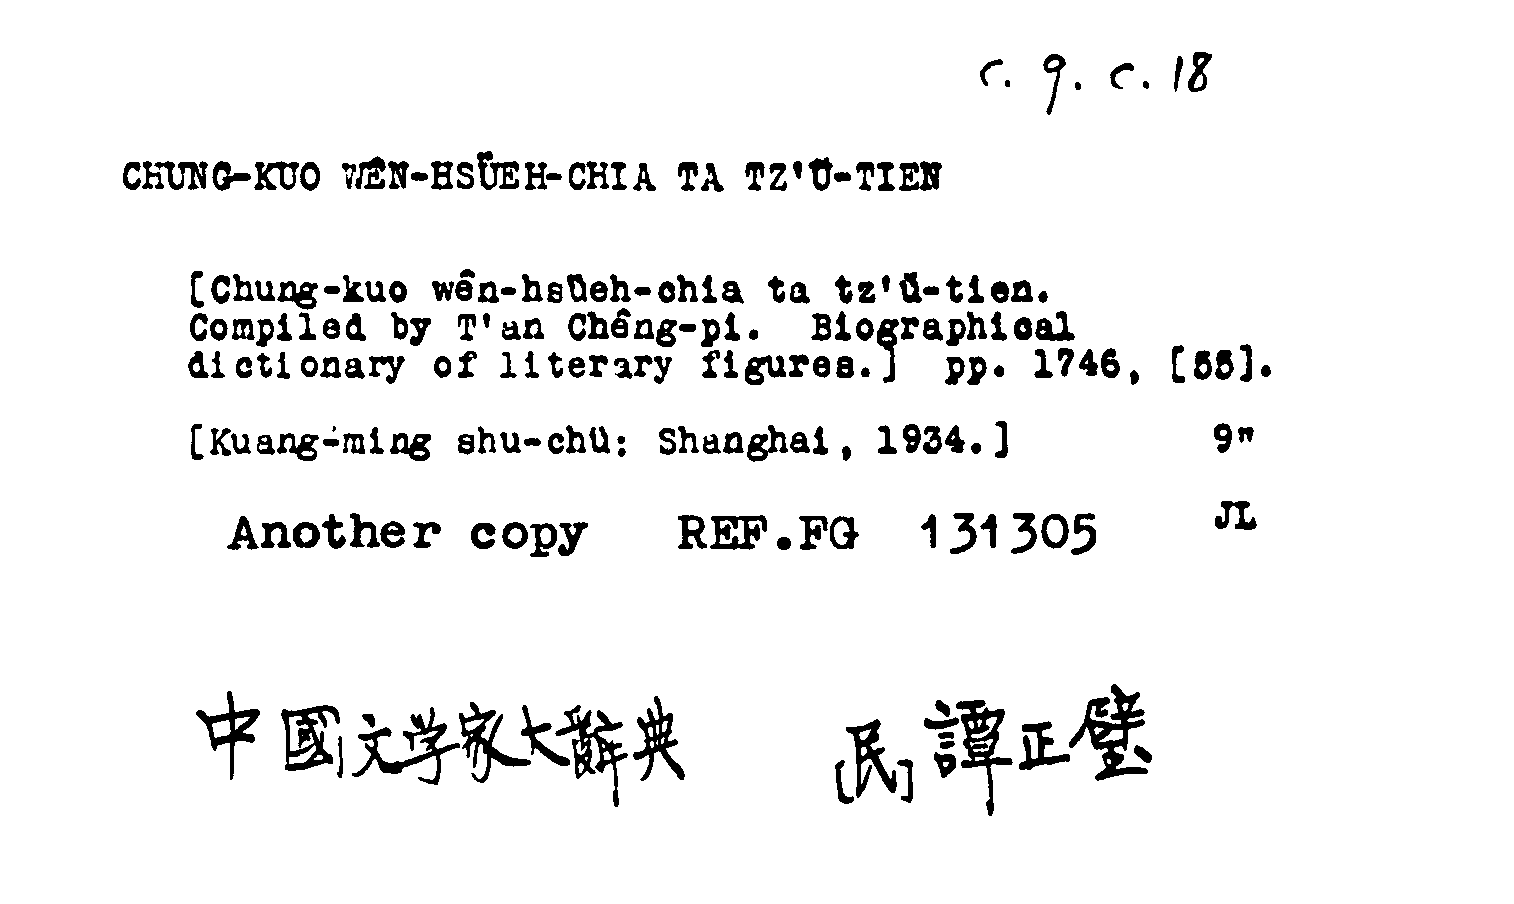 c. 9. c. 18
CHUNG-KUO WÊN-HSÜEH-CHIA TA TZ'Ŭ-TIEN
[Chung-kuo wên-hsüeh-chia ta tz'ŭ-tien.
Compiled by T'an Chêng-pi. Biographical
dictionary of literary figures.] pp. 1746, [55].
[Kuang-ming shu-chü: Shanghai, 1934.] 9"
Another copy REF.FG 131305 JL
中國文学家大辭典 [民]譚正璧